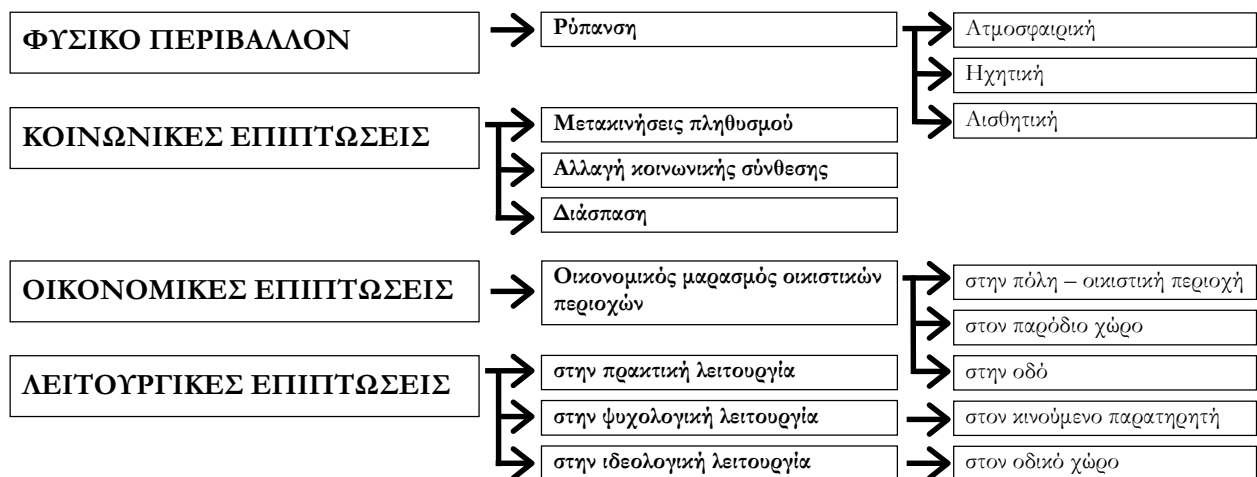 ΦΥΣΙΚΟ ΠΕΡΙΒΑΛΛΟΝ
Ρύπανση
Ατμοσφαιρική
Ηχητική
Αισθητική
ΚΟΙΝΩΝΙΚΕΣ ΕΠΙΠΤΩΣΕΙΣ
Μετακινήσεις πληθυσμού
Αλλαγή κοινωνικής σύνθεσης
Διάσπαση
ΟΙΚΟΝΟΜΙΚΕΣ ΕΠΙΠΤΩΣΕΙΣ
Οικονομικός μαρασμός οικιστικών
περιοχών
στην πόλη – οικιστική περιοχή
στον παρόδιο χώρο
στην οδό
ΛΕΙΤΟΥΡΓΙΚΕΣ ΕΠΙΠΤΩΣΕΙΣ
στην πρακτική λειτουργία
στην ψυχολογική λειτουργία
στον κινούμενο παρατηρητή
στην ιδεολογική λειτουργία
στον οδικό χώρο